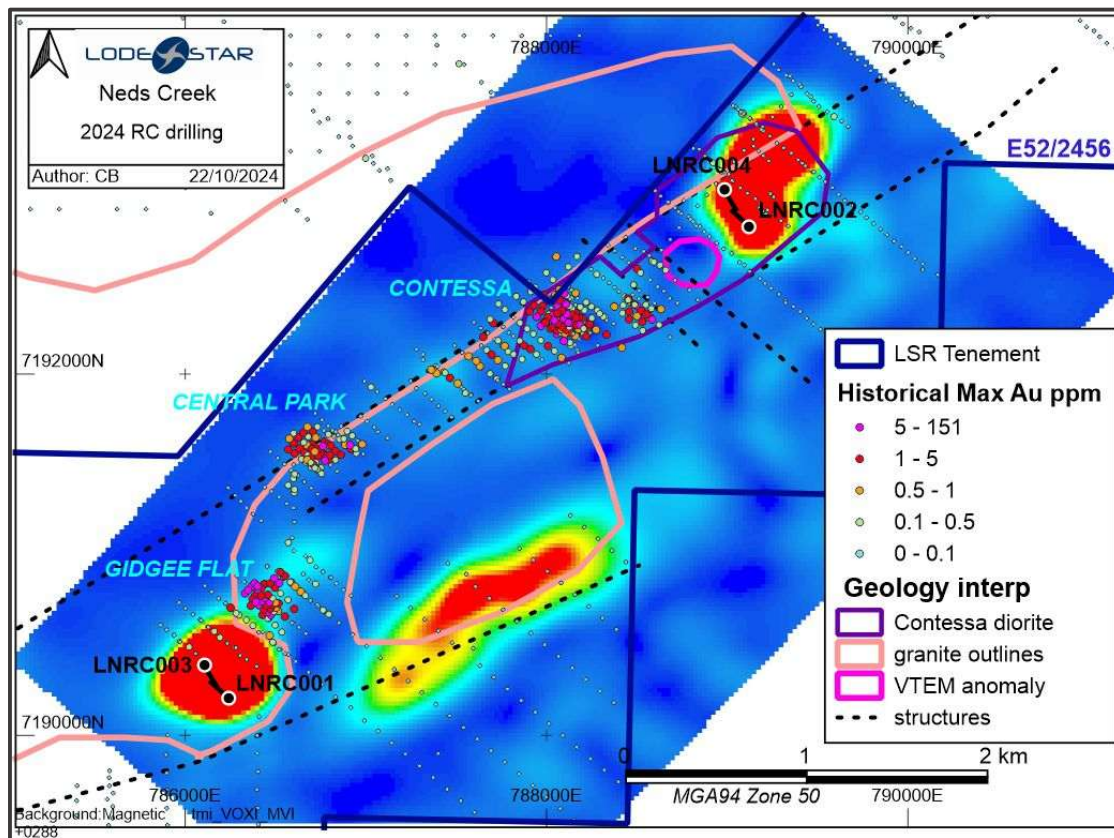 LODE STAR
Neds Creek
2024 RC drilling
Author: CB 22/10/2024
788000E
790000E
E52/2456
LNRC004
LNRC002
CONTESSA
7192000N
CENTRAL PARK
GIDGEE FLAT
LNRC003
LNRC001
7190000N
LSR Tenement
Historical Max Au ppm
5 - 151
1 - 5
0.5 - 1
0.1 - 0.5
0 - 0.1
Geology interp
Contessa diorite
granite outlines
VTEM anomaly
structures
0 1 2 km
MGA94 Zone 50
786000E
788000E
790000E
Background:Magnetic tmi_VOXI_MVI
+0288